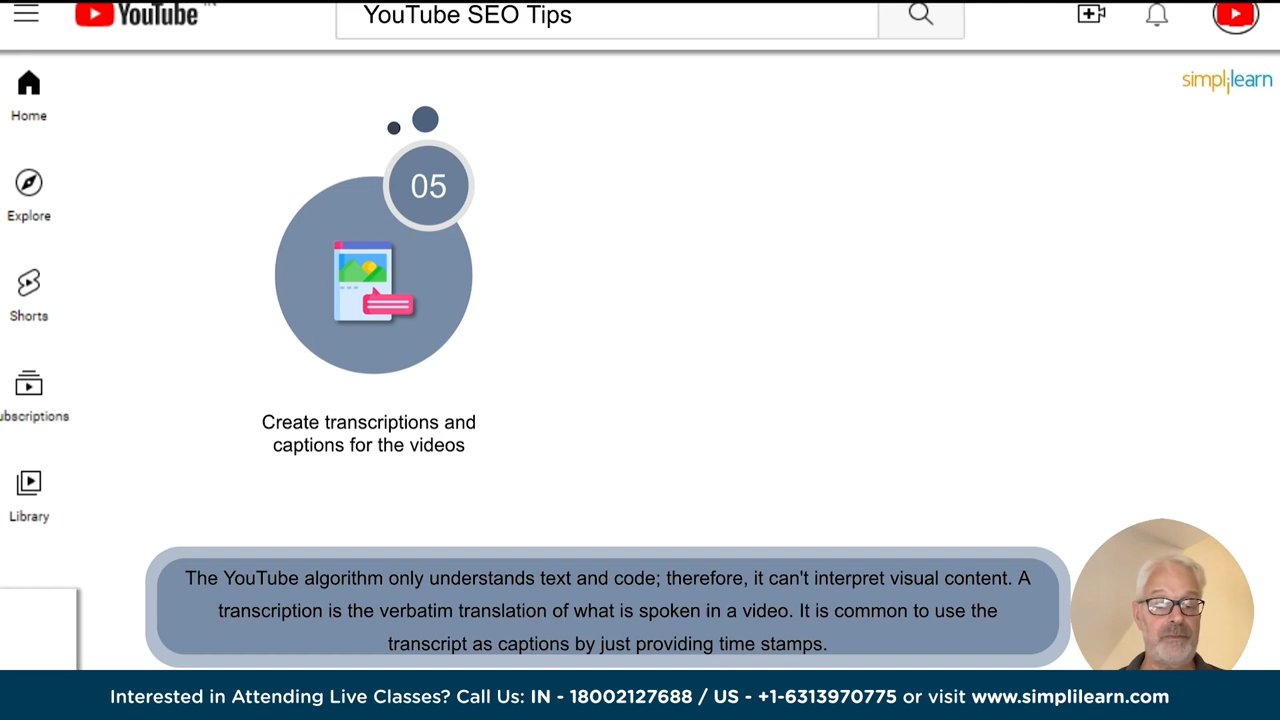 YouTube
YouTube SEO Tips
simplilearn
Home
Explore
Shorts
ubscriptions
Library
05
Create transcriptions and
captions for the videos
The YouTube algorithm only understands text and code; therefore, it can't interpret visual content. A
transcription is the verbatim translation of what is spoken in a video. It is common to use the
transcript as captions by just providing time stamps.
Interested in Attending Live Classes? Call Us: IN - 18002127688 / US - +1-6313970775 or visit www.simplilearn.com